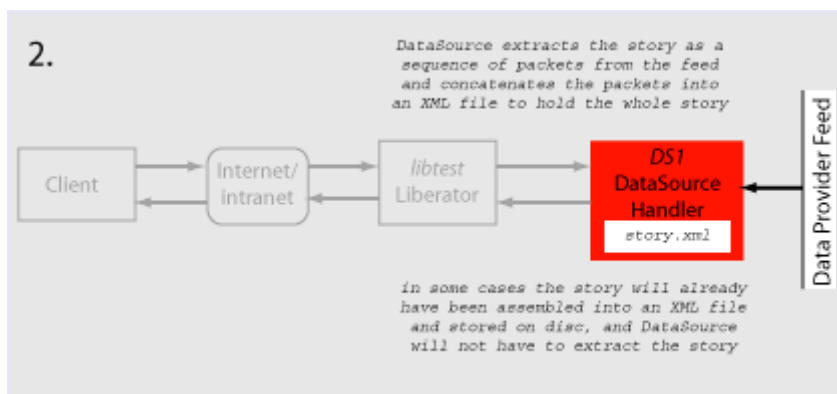 2.
DataSource extracts the story as a
sequence of packets from the feed
and concatenates the packets into
an XML file to hold the whole story
Client
Internet/
intranet
libtest
Liberator
DS1
DataSource
Handler
story.xml
Data Provider Feed
in some cases the story will already
have been assembled into an XML file
and stored on disc, and DataSource
will not have to extract the story